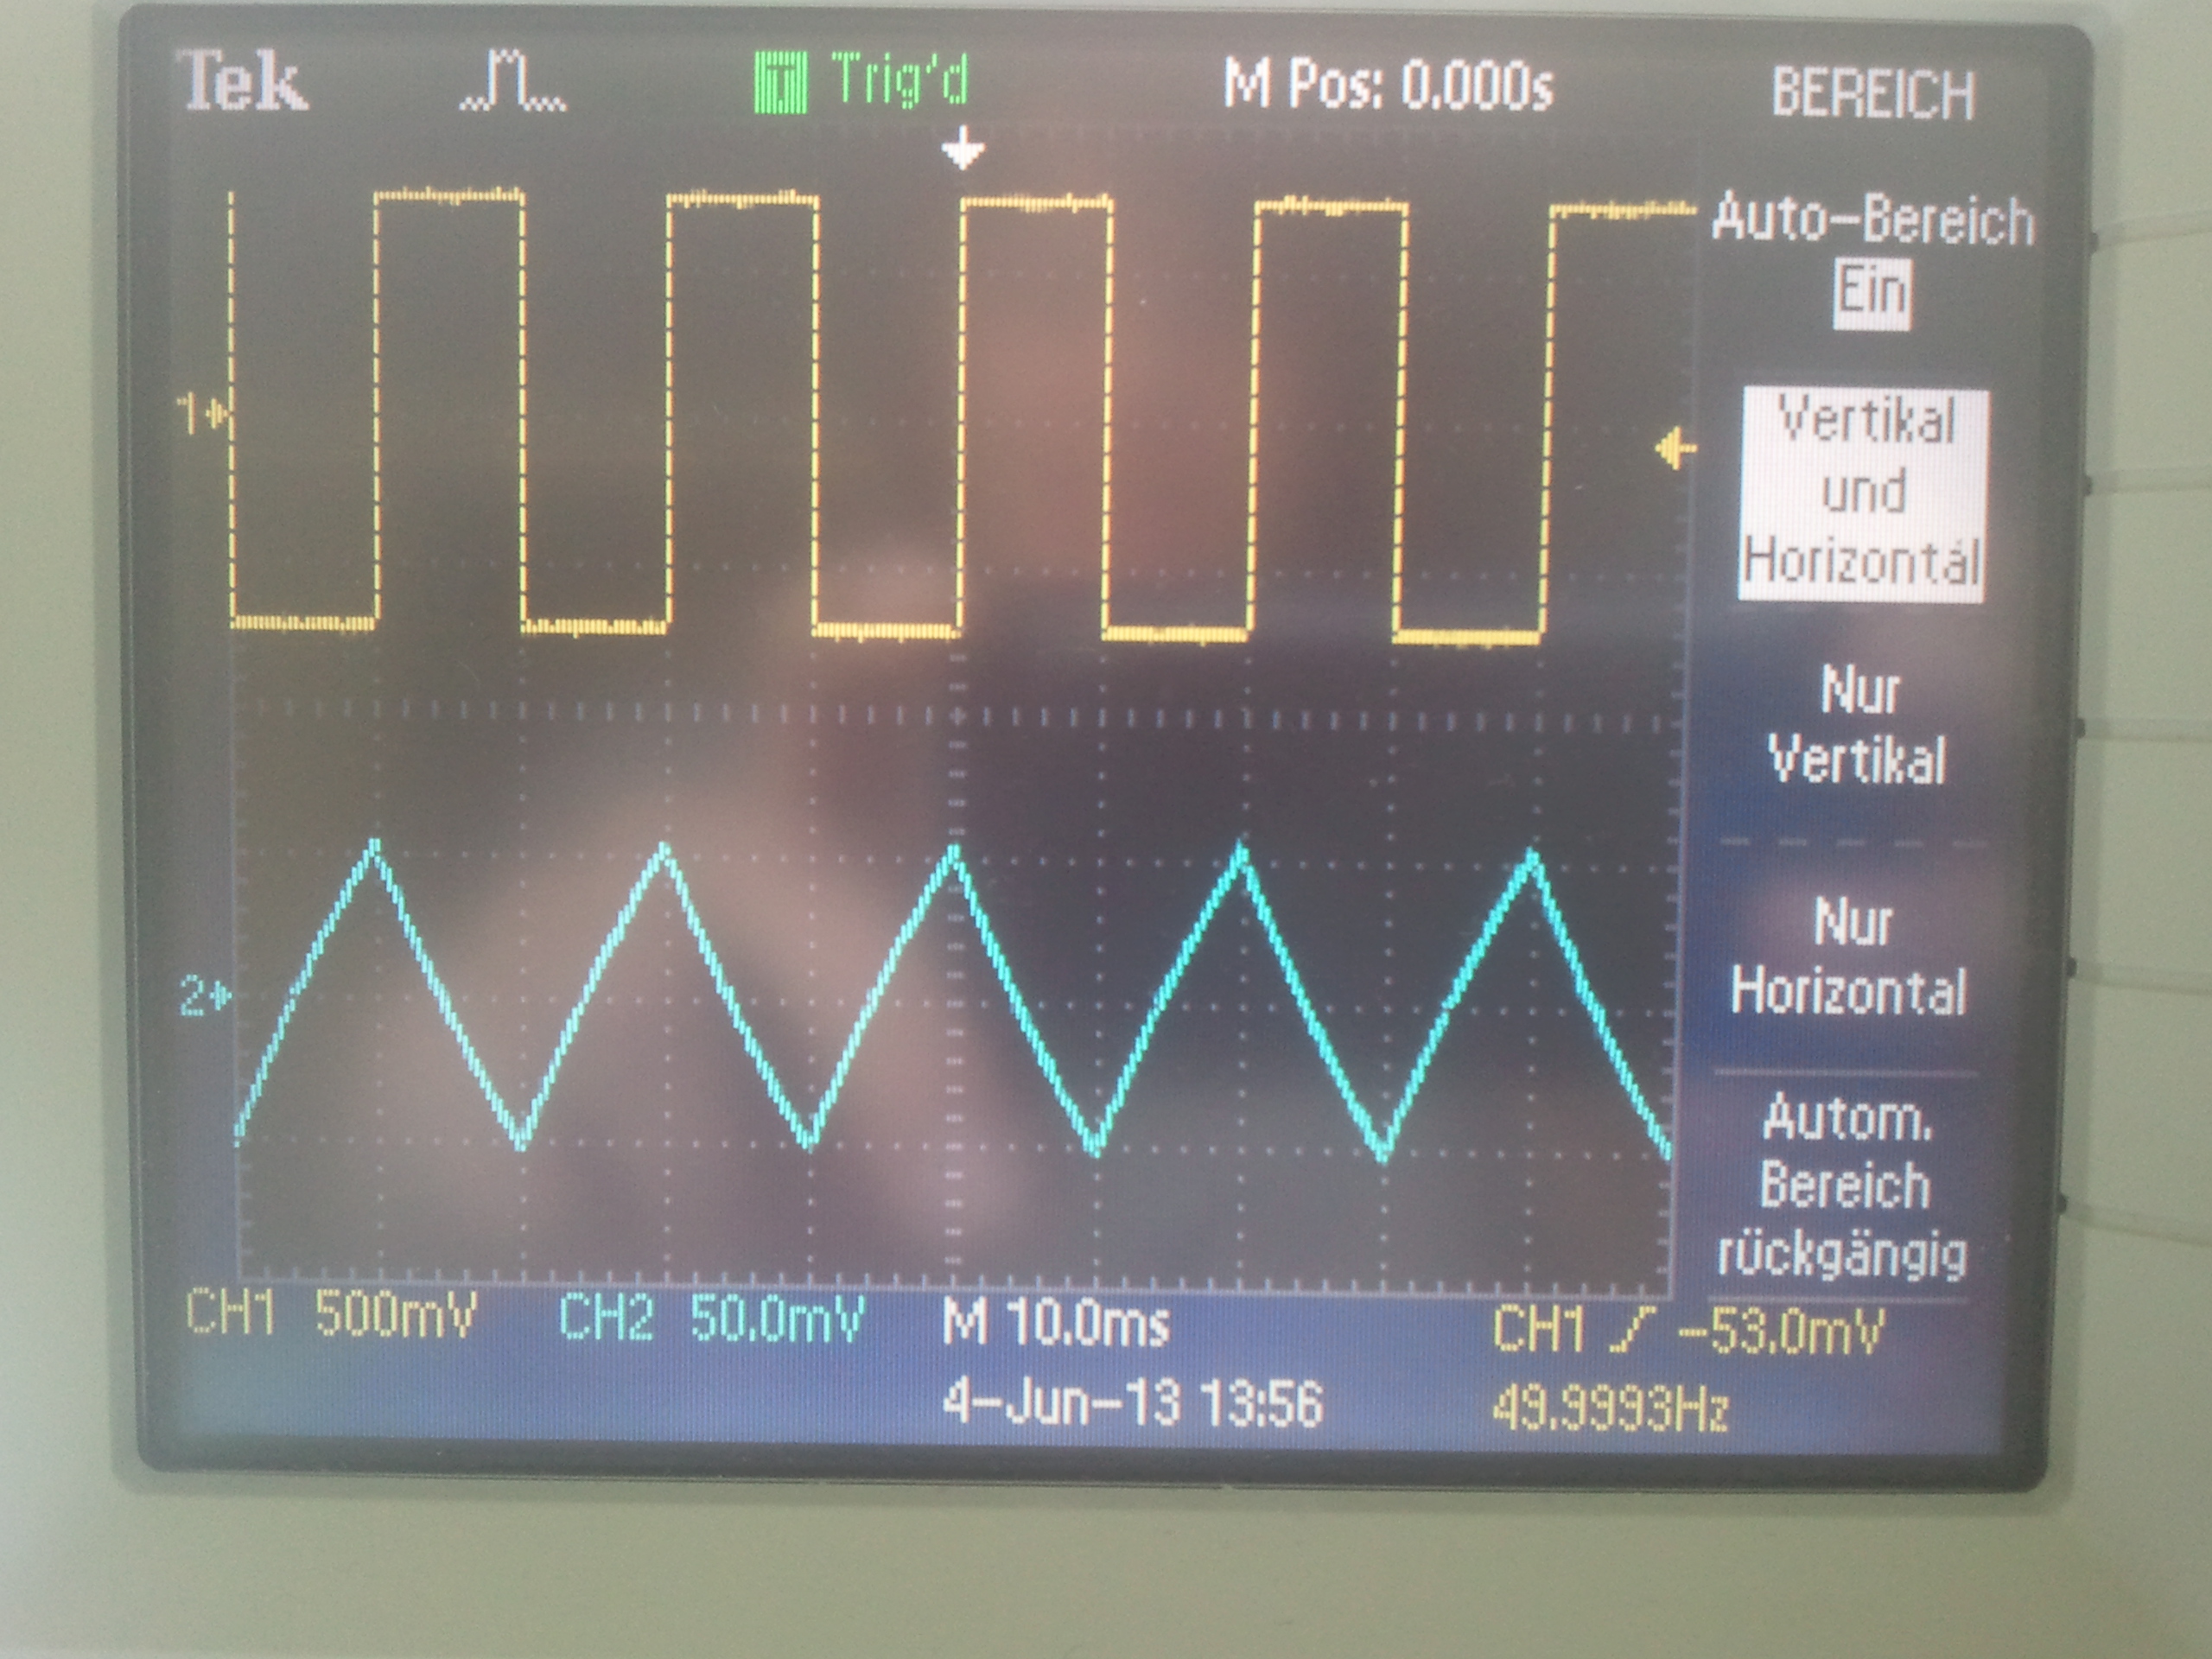 Tek Trig'd M Pos: 0.000s BEREICH
Auto-Bereich
Ein
Vertikal
und
Horizontal
1
Nur
Vertikal
Nur
Horizontal
2
Autom.
Bereich
rückgängig
CH1 500mV CH2 50.0mV M 10.0ms CH1 -53.0mV
4-Jun-13 13:56 49.9993Hz